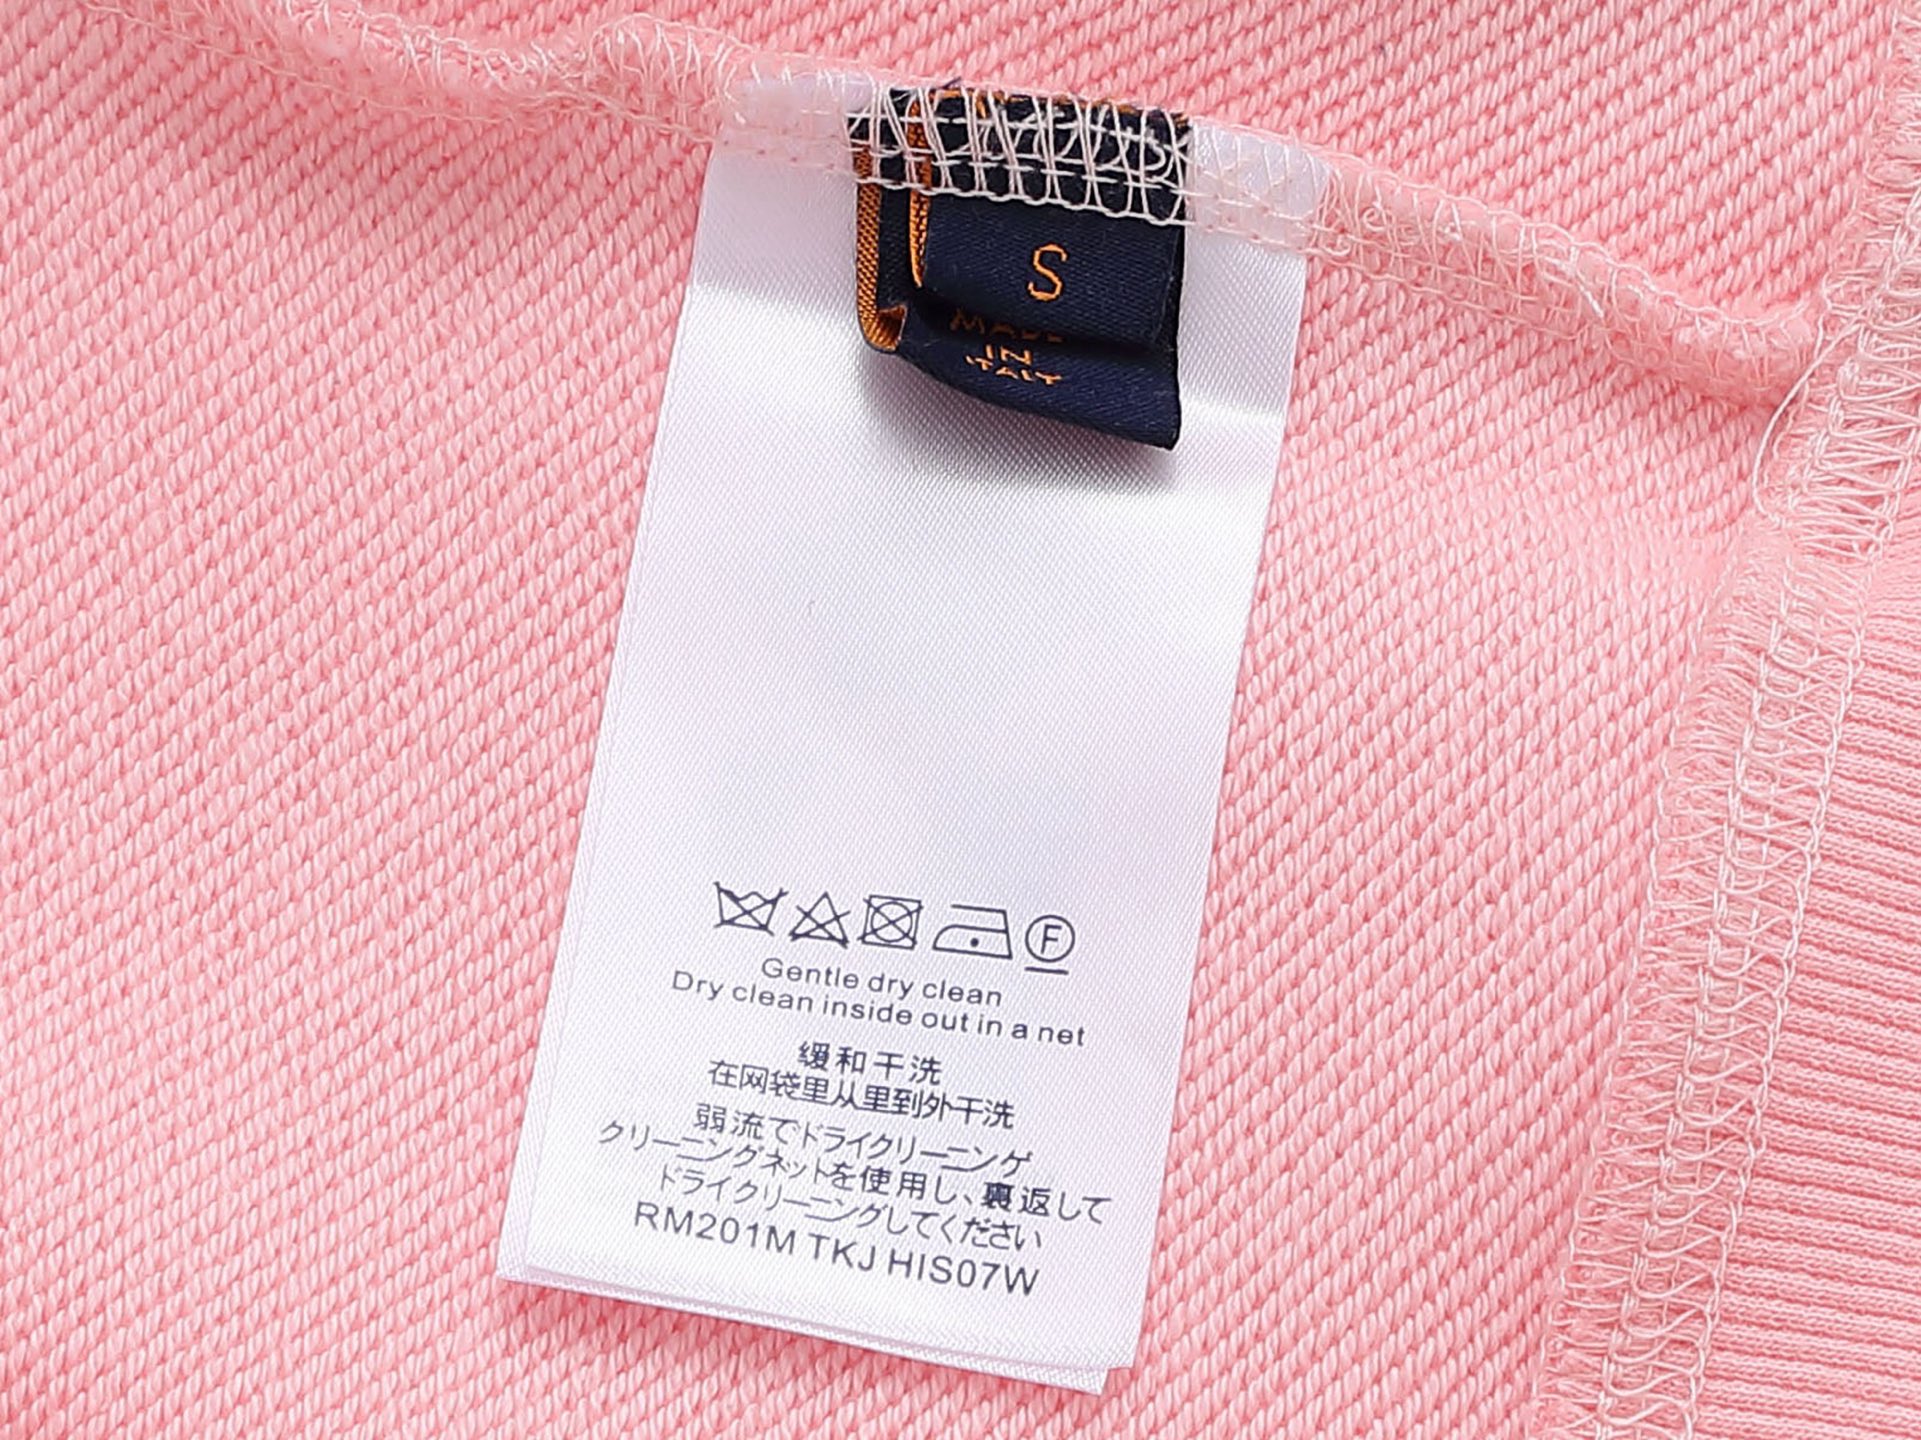 S
MADE
IN
ITALY
F
Gentle dry clean
Dry clean inside out in a net
缓和干洗
在网袋里从里到外干洗
弱流でドライクリーニンゲ
クリーニングネットを使用し、裏返して
ドライクリーニングしてください
RM201M TKJ HIS07W